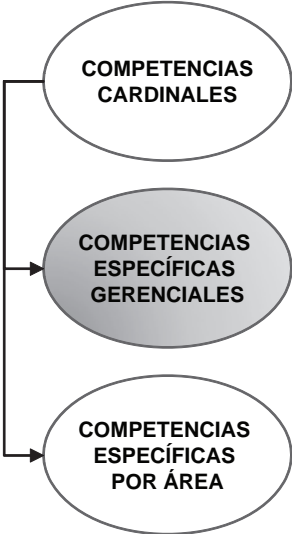 COMPETENCIAS
CARDINALES
COMPETENCIAS
ESPECÍFICAS
GERENCIALES
COMPETENCIAS
ESPECÍFICAS
POR ÁREA